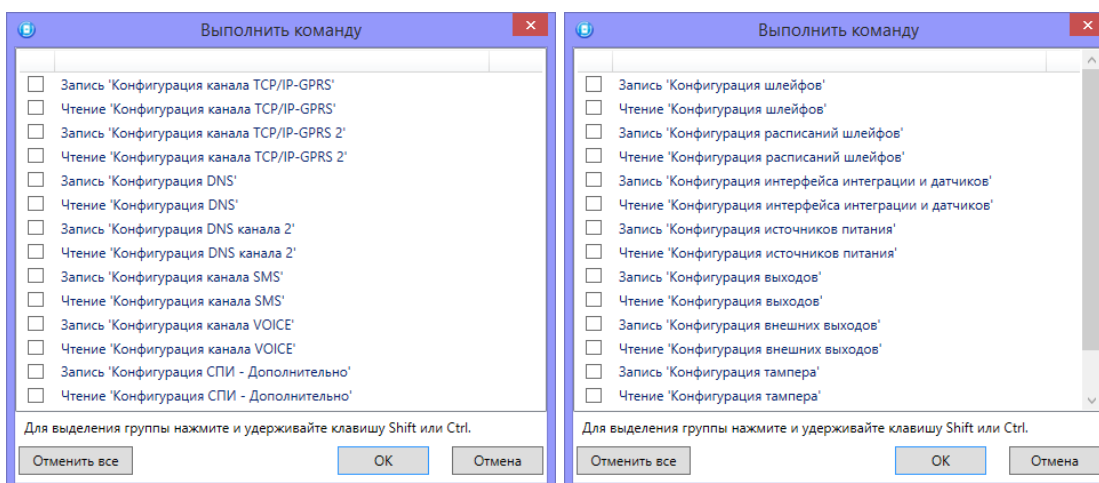 Выполнить команду
Запись 'Конфигурация канала TCP/IP-GPRS'
Чтение 'Конфигурация канала TCP/IP-GPRS'
Запись 'Конфигурация канала TCP/IP-GPRS 2'
Чтение 'Конфигурация канала TCP/IP-GPRS 2'
Запись 'Конфигурация DNS'
Чтение 'Конфигурация DNS'
Запись 'Конфигурация DNS канала 2'
Чтение 'Конфигурация DNS канала 2'
Запись 'Конфигурация канала SMS'
Чтение 'Конфигурация канала SMS'
Запись 'Конфигурация канала VOICE'
Чтение 'Конфигурация канала VOICE'
Запись 'Конфигурация СПИ - Дополнительно'
Чтение 'Конфигурация СПИ - Дополнительно'
Для выделения группы нажмите и удерживайте клавишу Shift или Ctrl.
Отменить все
OK
Отмена
Выполнить команду
Запись 'Конфигурация шлейфов'
Чтение 'Конфигурация шлейфов'
Запись 'Конфигурация расписаний шлейфов'
Чтение 'Конфигурация расписаний шлейфов'
Запись 'Конфигурация интерфейса интеграции и датчиков'
Чтение 'Конфигурация интерфейса интеграции и датчиков'
Запись 'Конфигурация источников питания'
Чтение 'Конфигурация источников питания'
Запись 'Конфигурация выходов'
Чтение 'Конфигурация выходов'
Запись 'Конфигурация внешних выходов'
Чтение 'Конфигурация внешних выходов'
Запись 'Конфигурация тампера'
Чтение 'Конфигурация тампера'
Для выделения группы нажмите и удерживайте клавишу Shift или Ctrl.
Отменить все
OK
Отмена